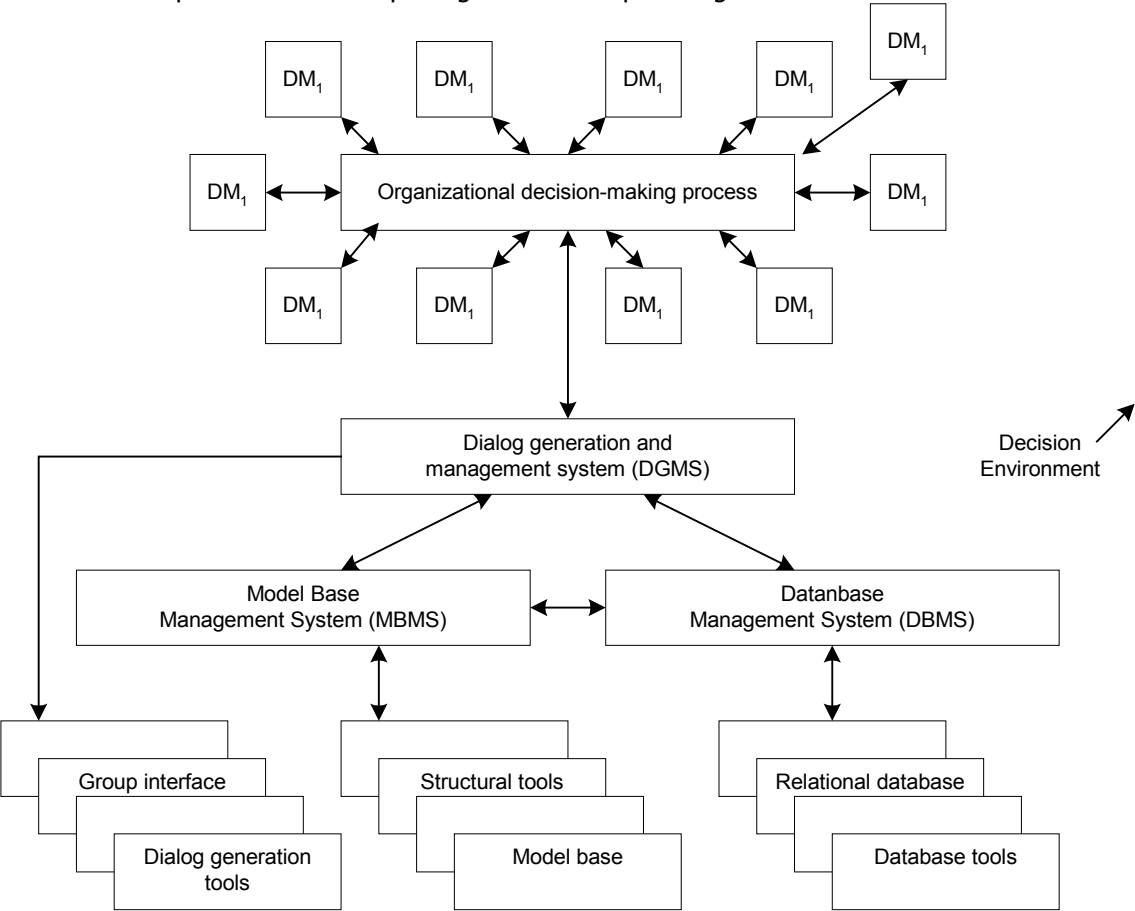 DM₁
DM₁
DM₁
DM₁
DM₁
DM₁
Organizational decision-making process
DM₁
DM₁
DM₁
DM₁
DM₁
Dialog generation and
management system (DGMS)
Decision
Environment
Model Base
Management System (MBMS)
Datanbase
Management System (DBMS)
Group interface
Structural tools
Relational database
Dialog generation
tools
Model base
Database tools